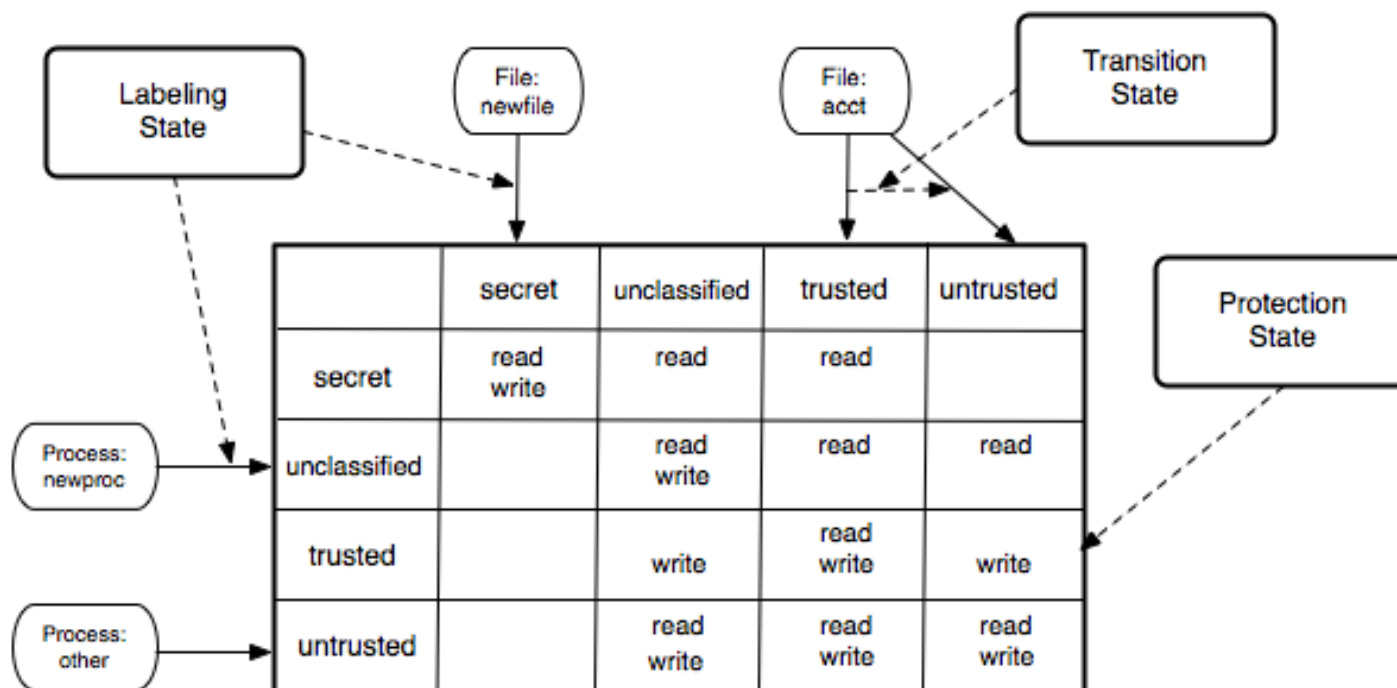 Labeling
State
File:
newfile
File:
acct
Transition
State
secret unclassified trusted untrusted
Protection
State
secret read write read read
Process:
newproc
unclassified read write read read
trusted write read write write
Process:
other
untrusted read write read write read write